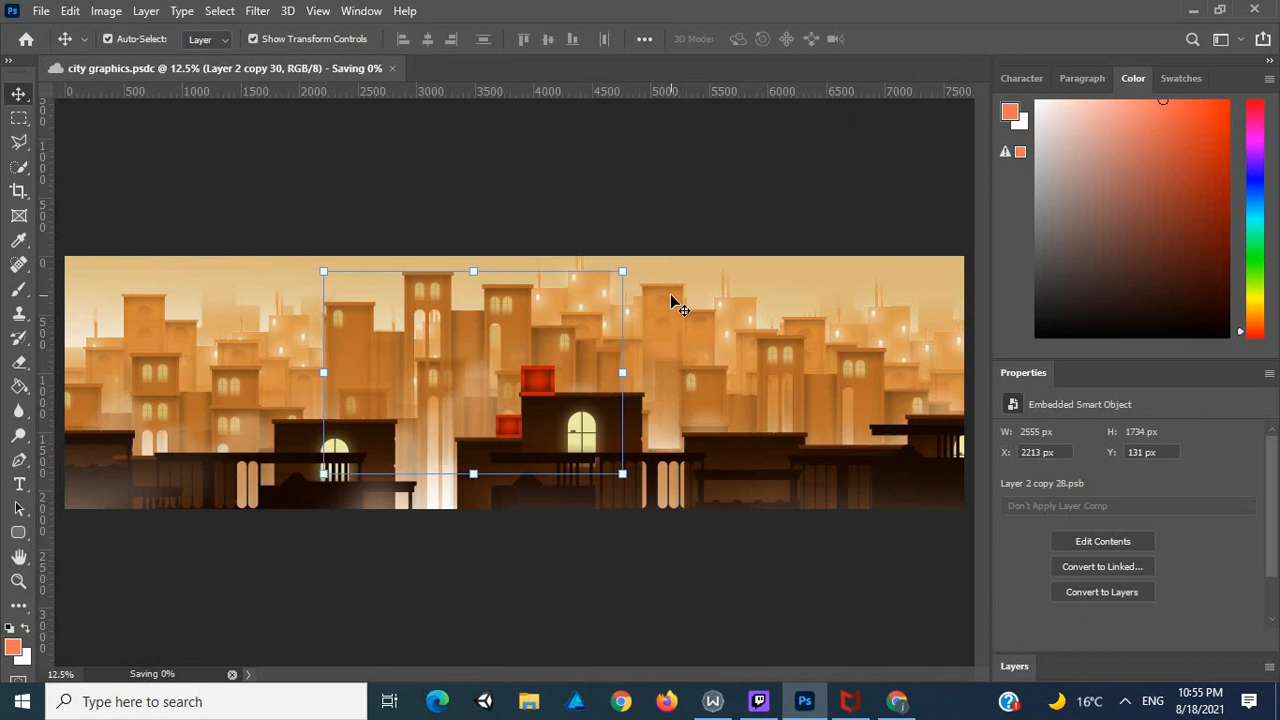 Ps File Edit Image Layer Type Select Filter 3D View Window Help
Auto-Select: Layer Show Transform Controls 3D Mode:
city graphics.psdc @ 12.5% (Layer 2 copy 30, RGB/8) - Saving 0%
Character Paragraph Color Swatches
0 500 1000 1500 2000 2500 3000 3500 4000 4500 5000 5500 6000 6500 7000 7500
Properties
Embedded Smart Object
W: 2555 px H: 1734 px
X: 2213 px Y: 131 px
Layer 2 copy 28.psb
Don't Apply Layer Comp
Edit Contents
Convert to Linked...
Convert to Layers
Layers
12.5% Saving 0%
Type here to search
16°C ENG
10:55 PM
8/18/2021